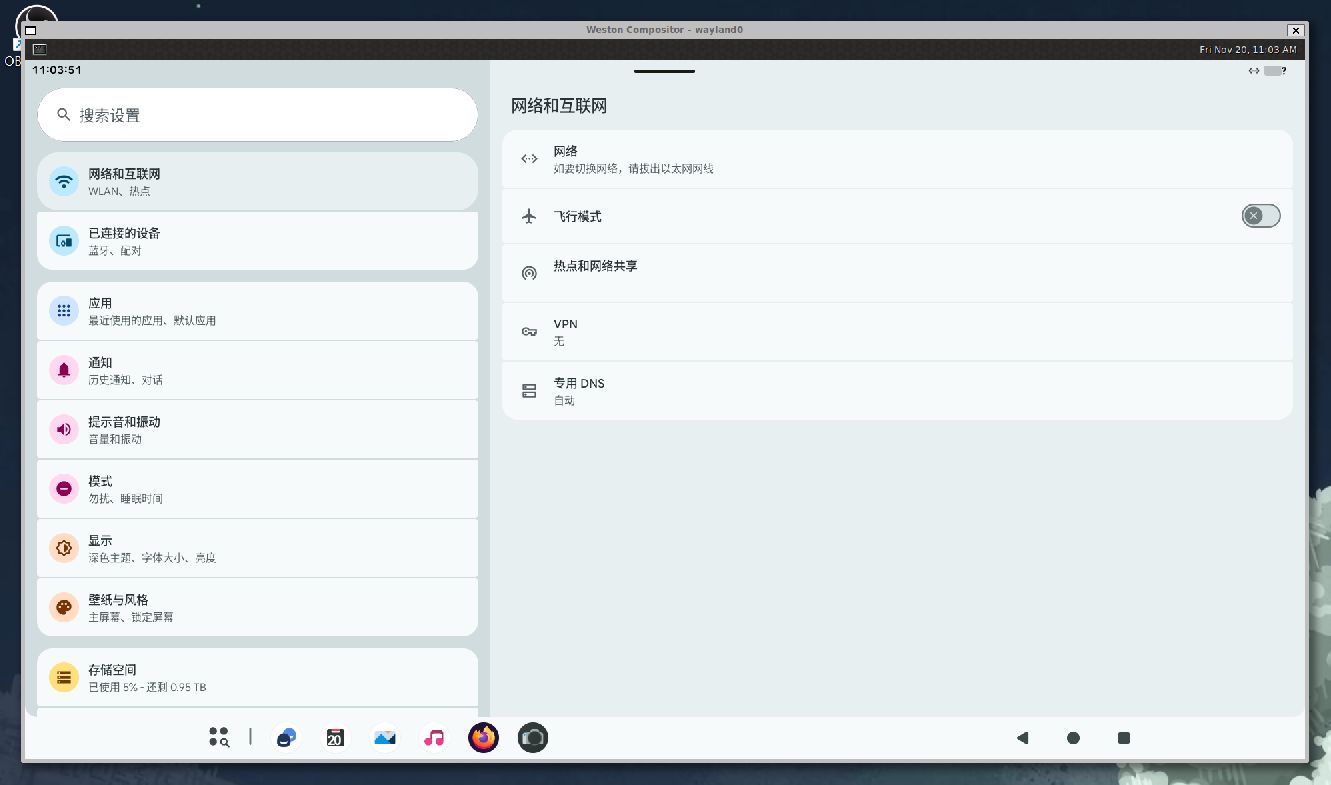 Weston Compositor - wayland0
Fri Nov 20, 11:03 AM
OB
11:03:51
?
搜索设置
网络和互联网
WLAN、热点
已连接的设备
蓝牙、配对
应用
最近使用的应用、默认应用
通知
历史通知、对话
提示音和振动
音量和振动
模式
勿扰、睡眠时间
显示
深色主题、字体大小、亮度
壁纸与风格
主屏幕、锁定屏幕
存储空间
已使用 5% - 还剩 0.95 TB
网络和互联网
网络
如要切换网络，请拔出以太网网线
飞行模式
热点和网络共享
VPN
无
专用 DNS
自动
20